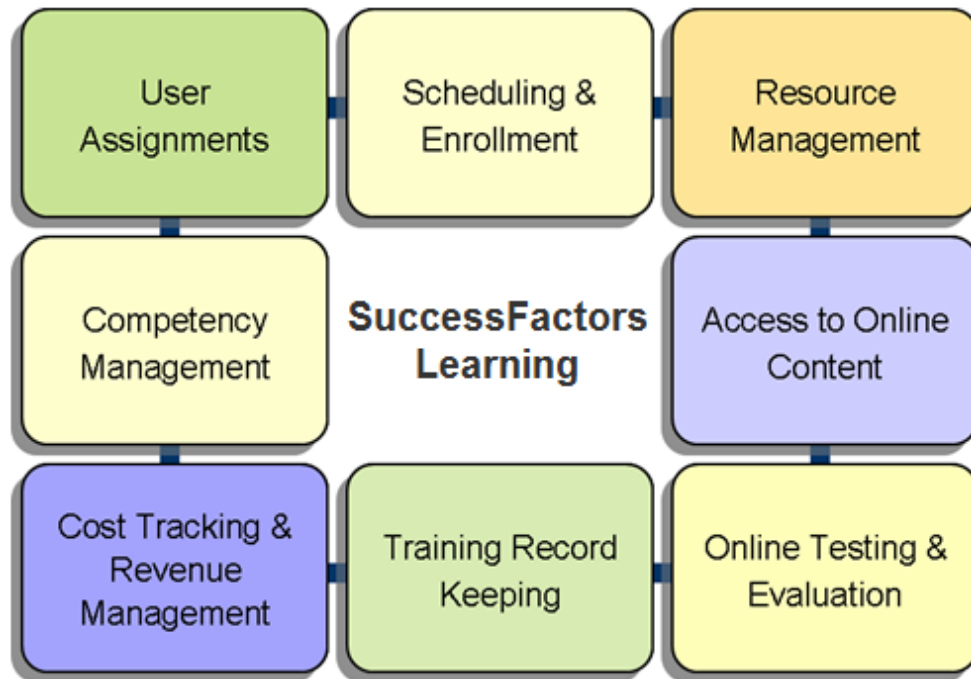 User
Assignments
Scheduling &
Enrollment
Resource
Management
Competency
Management
SuccessFactors
Learning
Access to Online
Content
Cost Tracking &
Revenue
Management
Training Record
Keeping
Online Testing &
Evaluation